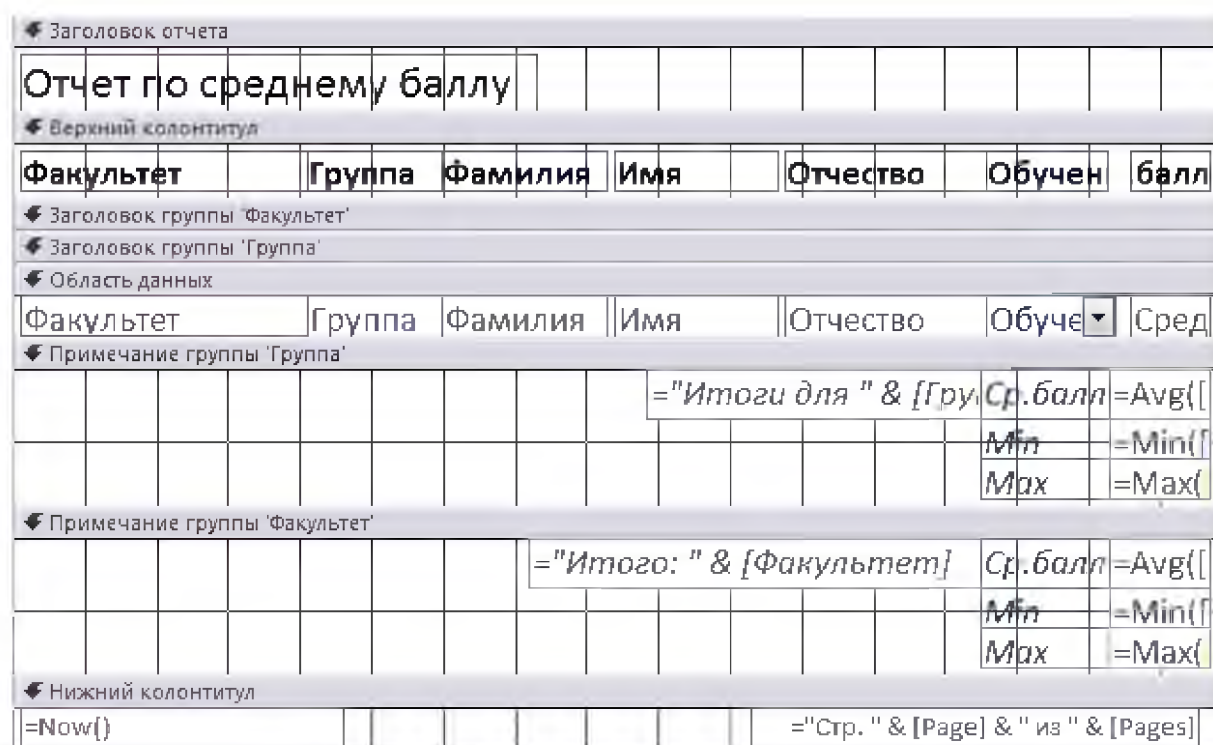 Заголовок отчета
Отчет по среднему баллу
Верхний колонтитул
Факультет Группа Фамилия Имя Отчество Обучен балл
Заголовок группы 'Факультет'
Заголовок группы 'Группа'
Область данных
Факультет Группа Фамилия Имя Отчество Обуче Сред
Примечание группы 'Группа'
="Итоги для " & [Гру Ср.балл =Avg([
Min =Min([
Max =Max(
Примечание группы 'Факультет'
="Итого: " & [Факультет] Ср.балл =Avg([
Min =Min([
Max =Max(
Нижний колонтитул
=Now() ="Стр. " & [Page] & " из " & [Pages]